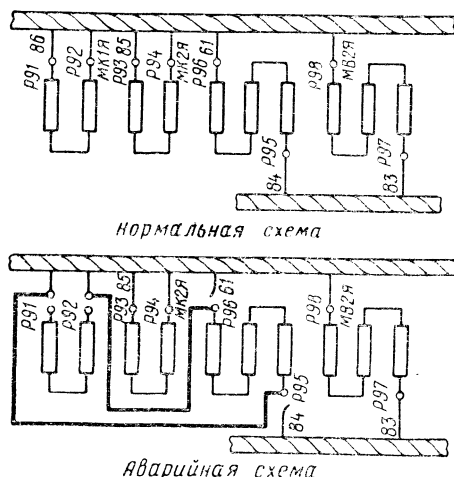 86 Р91 Р92 МК1Я Р93 85 Р94 МК2Я Р96 61 Р98 МВ2Я
84 Р95 83 Р97
Нормальная схема
Р91 Р92 Р93 85 Р94 МК2Я Р96 61 Р98 МВ2Я
84 Р95 83 Р97
Аварийная схема